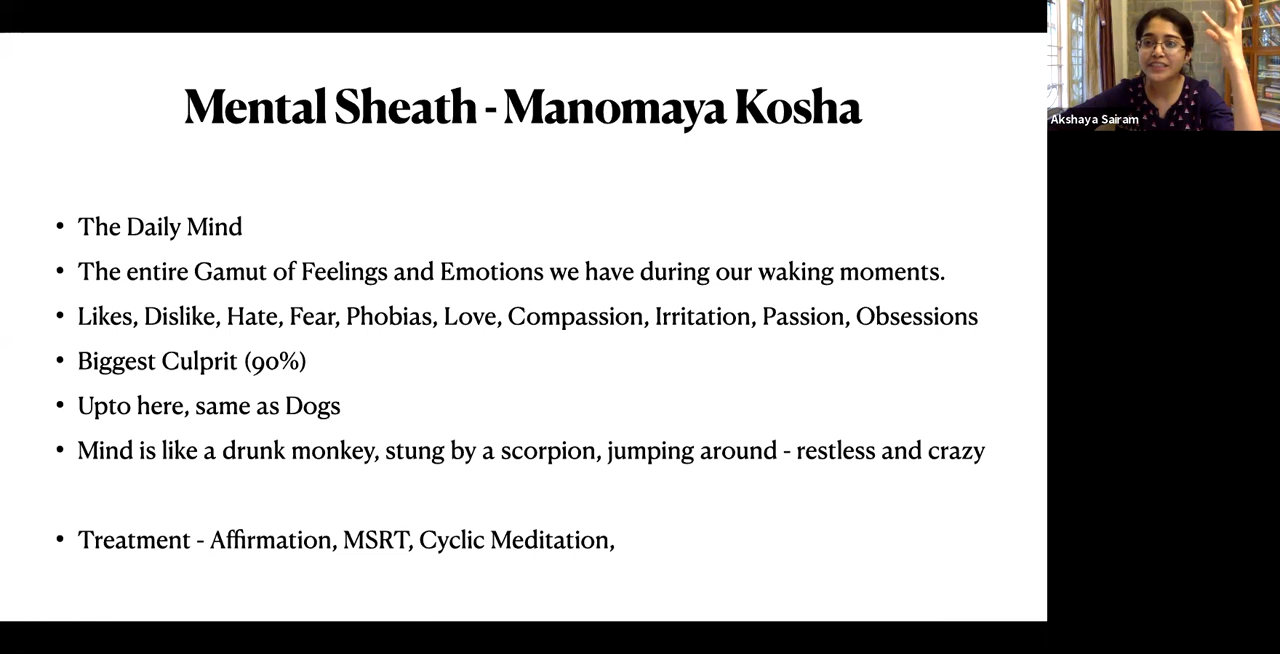 Mental Sheath - Manomaya Kosha
Akshaya Sairam
• The Daily Mind
• The entire Gamut of Feelings and Emotions we have during our waking moments.
• Likes, Dislike, Hate, Fear, Phobias, Love, Compassion, Irritation, Passion, Obsessions
• Biggest Culprit (90%)
• Upto here, same as Dogs
• Mind is like a drunk monkey, stung by a scorpion, jumping around - restless and crazy
• Treatment - Affirmation, MSRT, Cyclic Meditation,